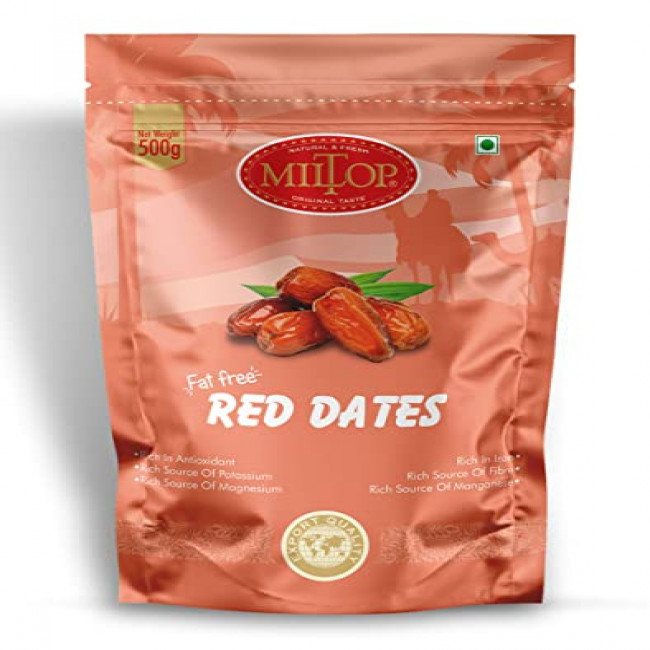 Net Weight
500g
NATURAL & FRESH
MIITOP®
ORIGINAL TASTE
Fat free
RED DATES
•Rich In Antioxidant
•Rich Source Of Potassium
•Rich Source Of Magnesium
Rich In Iron•
Rich Source Of Fibre•
Rich Source Of Manganese•
EXPORT QUALITY